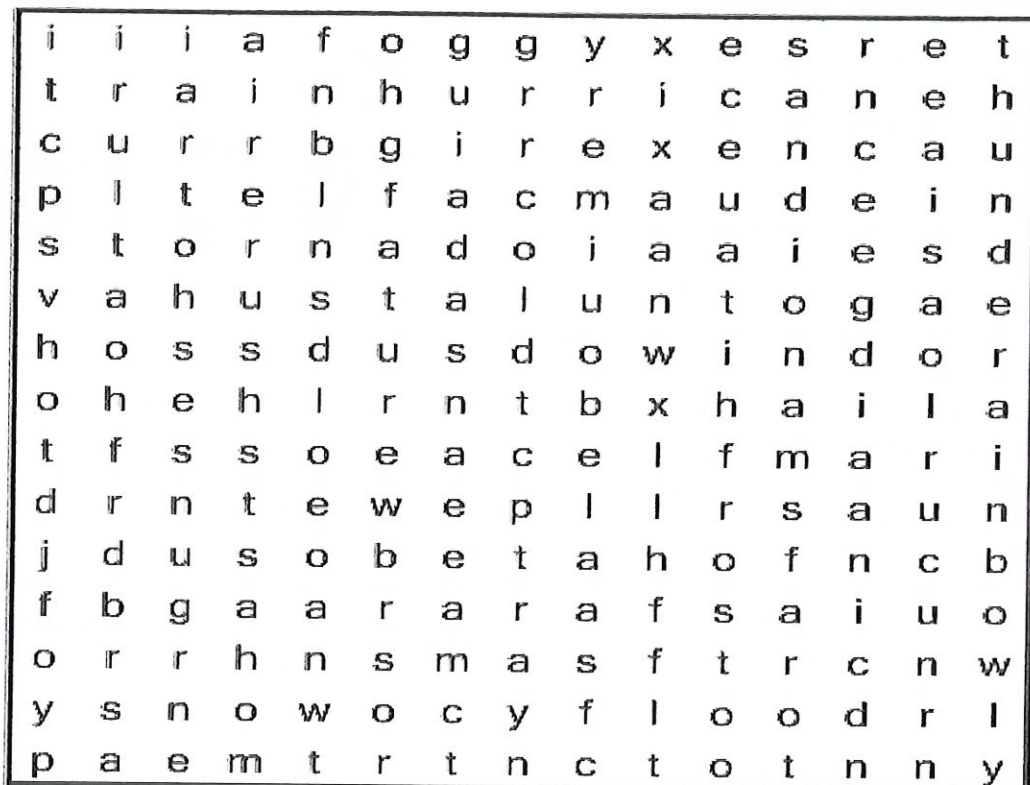 i i i a f o g g y x e s r e t
t r a i n h u r r i c a n e h
c u r r b g i r e x e n c a u
p l t e l f a c m a u d e i n
s t o r n a d o i a a i e s d
v a h u s t a l u n t o g a e
h o s s d u s d o w i n d o r
o h e h l r n t b x h a i l a
t f s s o e a c e l f m a r i
d r n t e w e p l l r s a u n
j d u s o b e t a h o f n c b
f b g a a r a r a f s a i u o
o r r h n s m a s f t r c n w
y s n o w o c y f l o o d r l
p a e m t r t n c t o t n n y